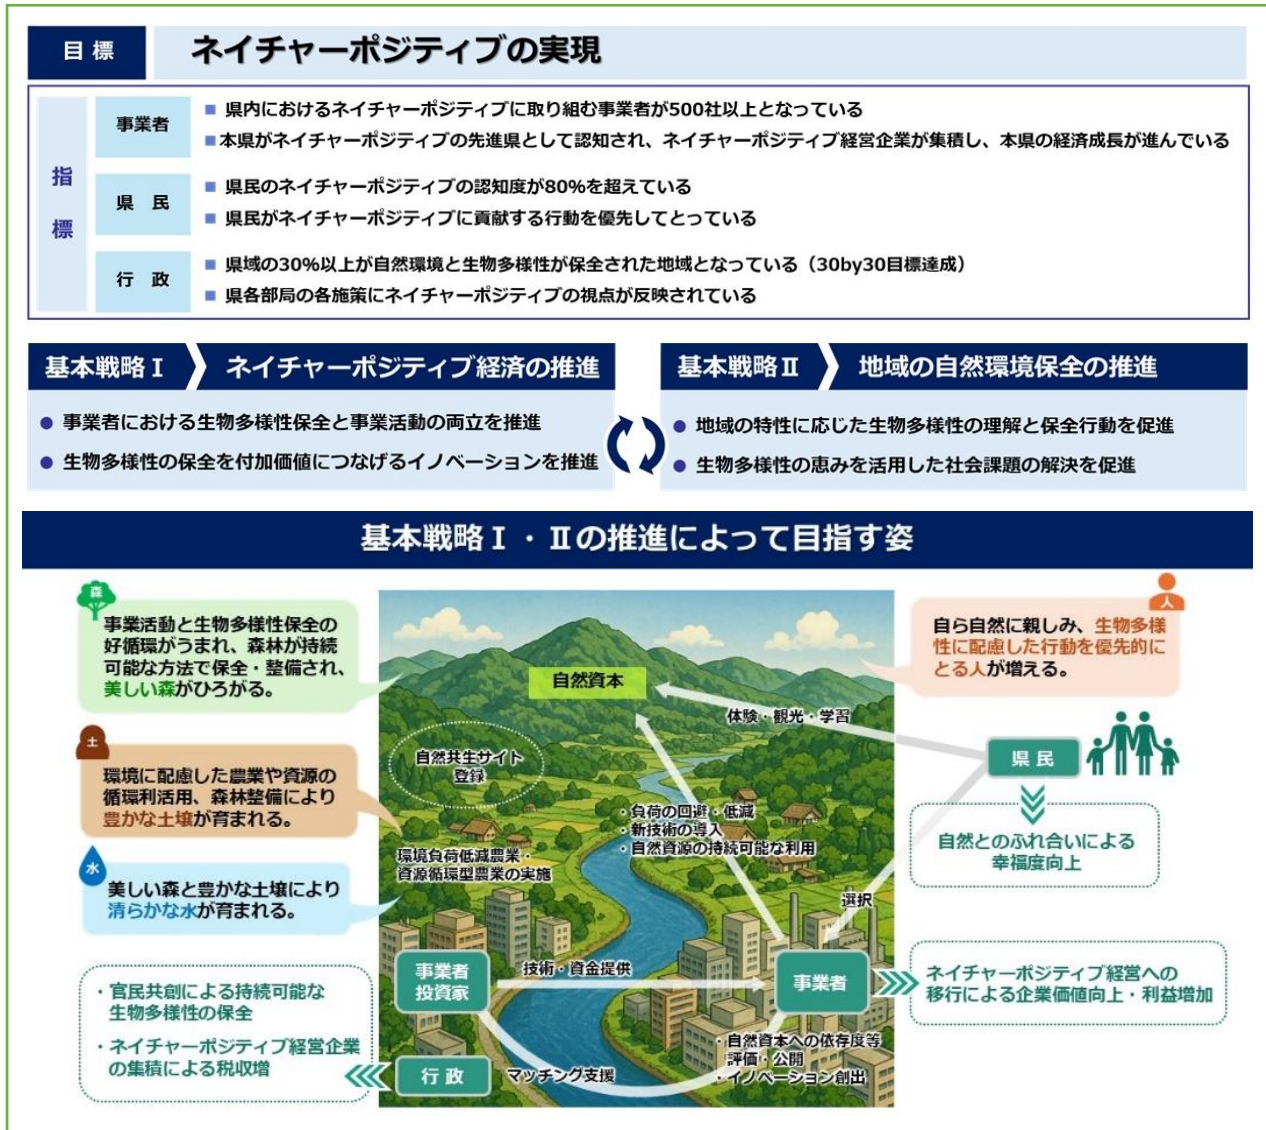 目 標
ネイチャーポジティブの実現
指
標
事業者
■ 県内におけるネイチャーポジティブに取り組む事業者が500社以上となっている
■本県がネイチャーポジティブの先進県として認知され、ネイチャーポジティブ経営企業が集積し、本県の経済成長が進んでいる
県 民
■ 県民のネイチャーポジティブの認知度が80%を超えている
■ 県民がネイチャーポジティブに貢献する行動を優先してとっている
行 政
■ 県域の30%以上が自然環境と生物多様性が保全された地域となっている（30by30目標達成）
■ 県各部局の各施策にネイチャーポジティブの視点が反映されている
基本戦略Ⅰ
ネイチャーポジティブ経済の推進
● 事業者における生物多様性保全と事業活動の両立を推進
● 生物多様性の保全を付加価値につなげるイノベーションを推進
基本戦略Ⅱ
地域の自然環境保全の推進
● 地域の特性に応じた生物多様性の理解と保全行動を促進
● 生物多様性の恵みを活用した社会課題の解決を促進
基本戦略Ⅰ・Ⅱの推進によって目指す姿
森
事業活動と生物多様性保全の
好循環がうまれ、森林が持続
可能な方法で保全・整備され、
美しい森がひろがる。
土
環境に配慮した農業や資源の
循環利活用、森林整備により
豊かな土壌が育まれる。
水
美しい森と豊かな土壌により
清らかな水が育まれる。
・官民共創による持続可能な
生物多様性の保全
・ネイチャーポジティブ経営企業
の集積による税収増
自然資本
体験・観光・学習
自然共生サイト
登録
・負荷の回避・低減
・新技術の導入
・自然資源の持続可能な利用
環境負荷低減農業・
資源循環型農業の実施
選択
事業者
投資家
技術・資金提供
事業者
・自然資本への依存度等
評価・公開
・イノベーション創出
行 政
マッチング支援
人
自ら自然に親しみ、生物多様
性に配慮した行動を優先的に
とる人が増える。
県 民
自然とのふれ合いによる
幸福度向上
ネイチャーポジティブ経営への
移行による企業価値向上・利益増加